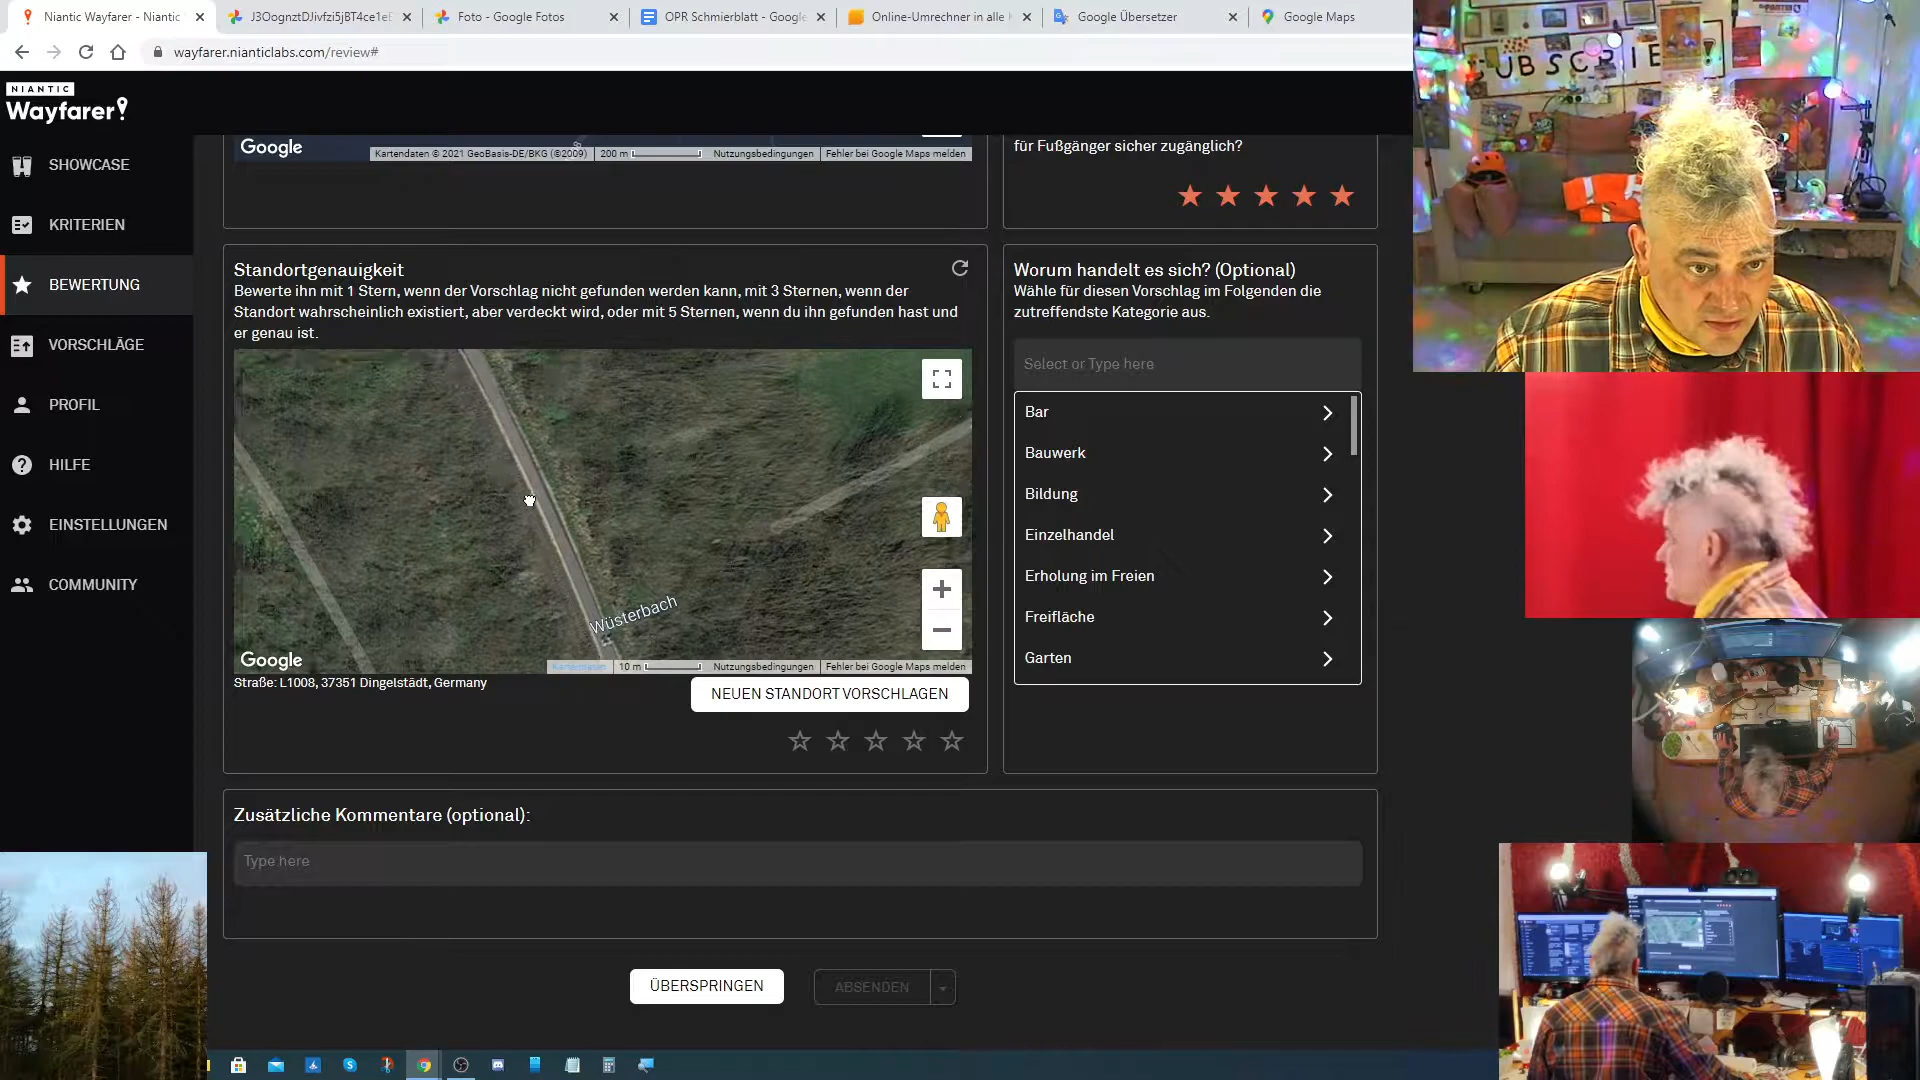 Niantic Wayfarer - Niantic
J3OognztDJivfzi5jBT4ce1e
Foto - Google Fotos
OPR Schmierblatt - Google
Online-Umrechner in alle
Google Übersetzer
Google Maps
wayfarer.nianticlabs.com/review#
NIANTIC
Wayfarer
SHOWCASE
KRITERIEN
BEWERTUNG
VORSCHLÄGE
PROFIL
HILFE
EINSTELLUNGEN
COMMUNITY
Google
Kartendaten © 2021 GeoBasis-DE/BKG (©2009)
200 m
Nutzungsbedingungen
Fehler bei Google Maps melden
für Fußgänger sicher zugänglich?
Standortgenauigkeit
Bewerte ihn mit 1 Stern, wenn der Vorschlag nicht gefunden werden kann, mit 3 Sternen, wenn der
Standort wahrscheinlich existiert, aber verdeckt wird, oder mit 5 Sternen, wenn du ihn gefunden hast und
er genau ist.
Wüsterbach
Google
Kartendaten
10 m
Nutzungsbedingungen
Fehler bei Google Maps melden
Straße: L1008, 37351 Dingelstädt, Germany
NEUEN STANDORT VORSCHLAGEN
Worum handelt es sich? (Optional)
Wähle für diesen Vorschlag im Folgenden die
zutreffendste Kategorie aus.
Select or Type here
Bar
Bauwerk
Bildung
Einzelhandel
Erholung im Freien
Freifläche
Garten
Zusätzliche Kommentare (optional):
Type here
ÜBERSPRINGEN
ABSENDEN
SUBSCRIBE